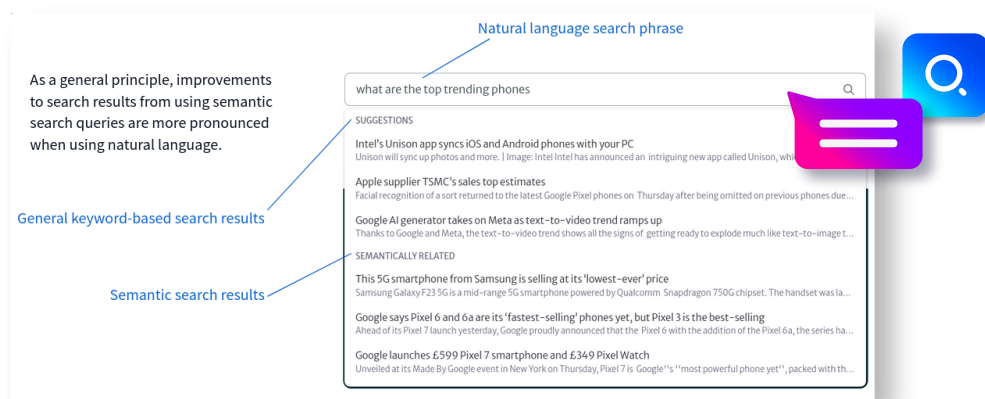 Natural language search phrase
As a general principle, improvements
to search results from using semantic
search queries are more pronounced
when using natural language.
what are the top trending phones
SUGGESTIONS
Intel's Unison app syncs iOS and Android phones with your PC
Unison will sync up photos and more. | Image: Intel Intel has announced an intriguing new app called Unison,
Apple supplier TSMC's sales top estimates
Facial recognition of a sort returned to the latest Google Pixel phones on Thursday after being omitted on previous phones due...
General keyword-based search results
Google AI generator takes on Meta as text-to-video trend ramps up
Thanks to Google and Meta, the text-to-video trend shows all the signs of getting ready to explode much like text-to-image t...
SEMANTICALLY RELATED
This 5G smartphone from Samsung is selling at its 'lowest-ever' price
Samsung Galaxy F23 5G is a mid-range 5G smartphone powered by Qualcomm Snapdragon 750G chipset. The handset was la...
Semantic search results
Google says Pixel 6 and 6a are its 'fastest-selling' phones yet, but Pixel 3 is the best-selling
Ahead of its Pixel 7 launch yesterday, Google proudly announced that the Pixel 6 with the addition of the Pixel 6a, the series ha...
Google launches £599 Pixel 7 smartphone and £349 Pixel Watch
Unveiled at its Made By Google event in New York on Thursday, Pixel 7 is Google''s ''most powerful phone yet'', packed with th...